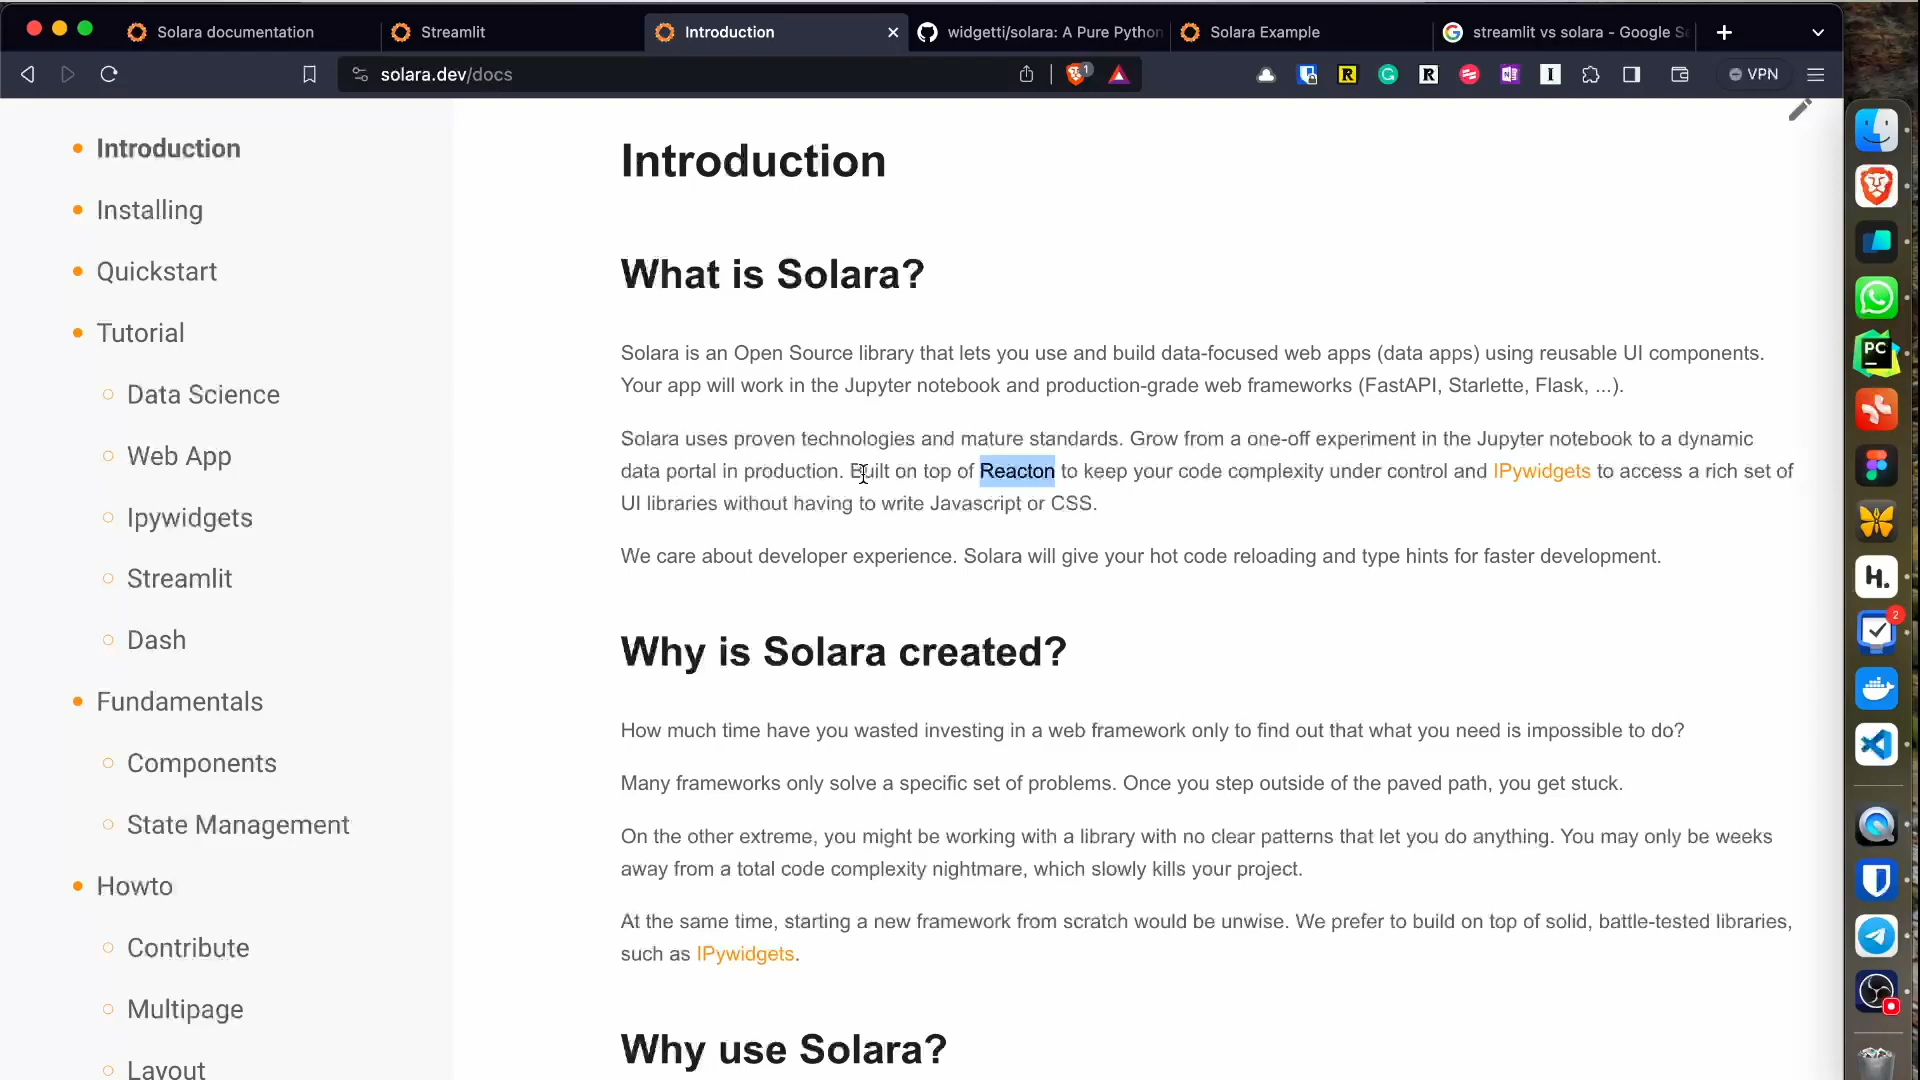 Solara documentation
Streamlit
Introduction
widgetti/solara: A Pure Python
Solara Example
streamlit vs solara - Google Se
solara.dev/docs
1
VPN
Introduction
Installing
Quickstart
Tutorial
Data Science
Web App
Ipywidgets
Streamlit
Dash
Fundamentals
Components
State Management
Howto
Contribute
Multipage
Layout
Introduction
What is Solara?
Solara is an Open Source library that lets you use and build data-focused web apps (data apps) using reusable UI components.
Your app will work in the Jupyter notebook and production-grade web frameworks (FastAPI, Starlette, Flask, ...).
Solara uses proven technologies and mature standards. Grow from a one-off experiment in the Jupyter notebook to a dynamic
data portal in production. Built on top of Reacton to keep your code complexity under control and IPywidgets to access a rich set of
UI libraries without having to write Javascript or CSS.
We care about developer experience. Solara will give your hot code reloading and type hints for faster development.
Why is Solara created?
How much time have you wasted investing in a web framework only to find out that what you need is impossible to do?
Many frameworks only solve a specific set of problems. Once you step outside of the paved path, you get stuck.
On the other extreme, you might be working with a library with no clear patterns that let you do anything. You may only be weeks
away from a total code complexity nightmare, which slowly kills your project.
At the same time, starting a new framework from scratch would be unwise. We prefer to build on top of solid, battle-tested libraries,
such as IPywidgets.
Why use Solara?
PC
H.
2